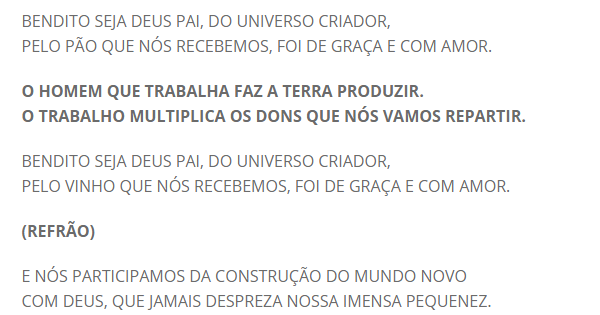 BENDITO SEJA DEUS PAI, DO UNIVERSO CRIADOR,
PELO PÃO QUE NÓS RECEBEMOS, FOI DE GRAÇA E COM AMOR.
O HOMEM QUE TRABALHA FAZ A TERRA PRODUZIR.
O TRABALHO MULTIPLICA OS DONS QUE NÓS VAMOS REPARTIR.
BENDITO SEJA DEUS PAI, DO UNIVERSO CRIADOR,
PELO VINHO QUE NÓS RECEBEMOS, FOI DE GRAÇA E COM AMOR.
(REFRÃO)
E NÓS PARTICIPAMOS DA CONSTRUÇÃO DO MUNDO NOVO
COM DEUS, QUE JAMAIS DESPREZA NOSSA IMENSA PEQUENEZ.